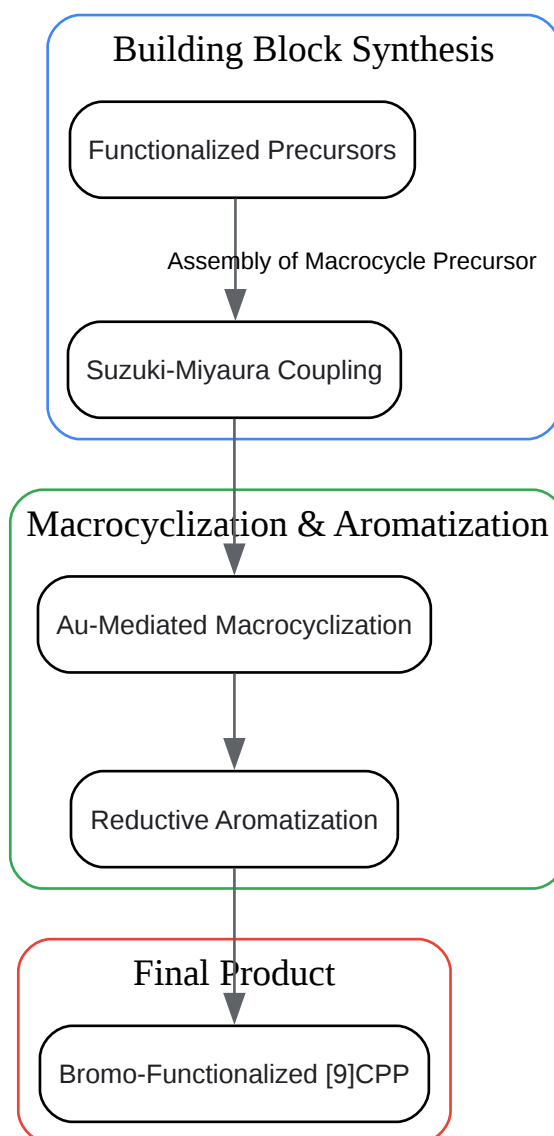 Building Block Synthesis
Functionalized Precursors
Assembly of Macrocycle Precursor
Suzuki-Miyaura Coupling
Macrocyclization & Aromatization
Au-Mediated Macrocyclization
Reductive Aromatization
Final Product
Bromo-Functionalized [9]CPP